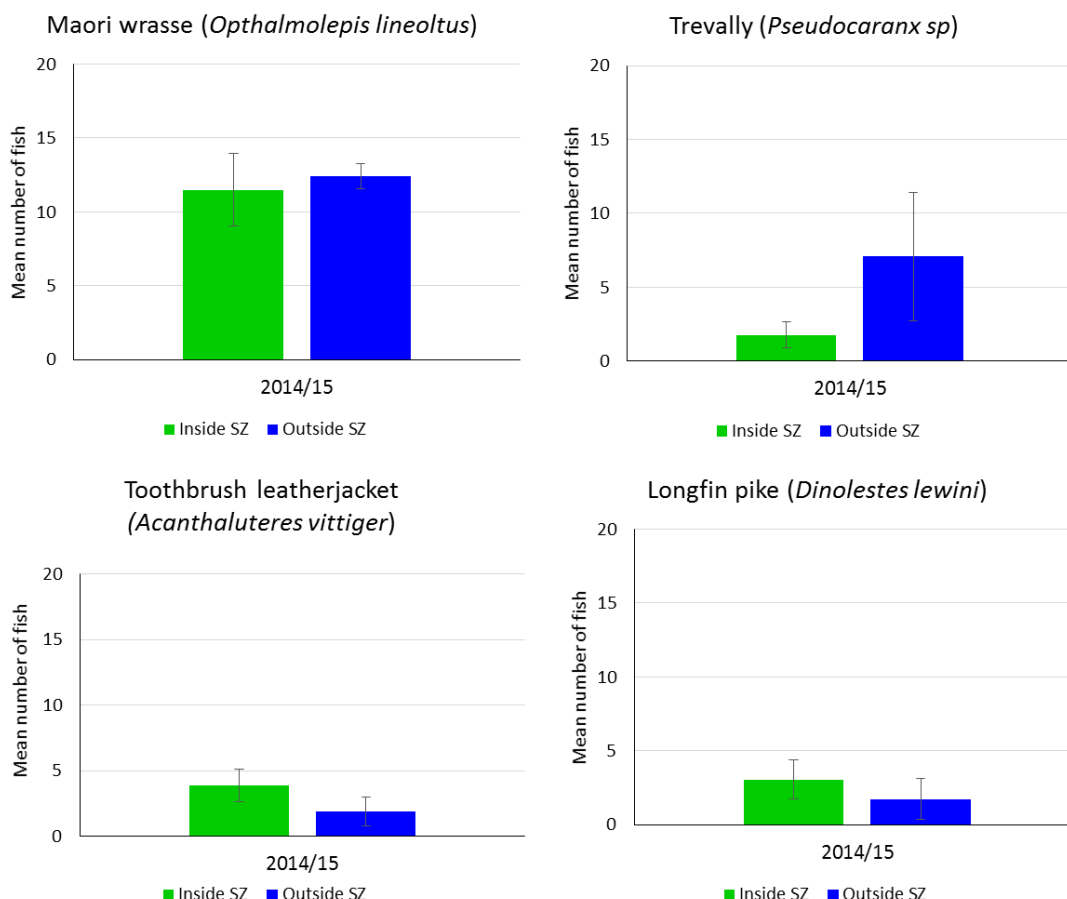 Maori wrasse (Opthalmolepis lineoltus)
20
15
10
5
0
Mean number of fish
2014/15
Inside SZ Outside SZ
Trevally (Pseudocaranx sp)
20
15
10
5
0
Mean number of fish
2014/15
Inside SZ Outside SZ
Toothbrush leatherjacket
(Acanthaluteres vittiger)
20
15
10
5
0
Mean number of fish
2014/15
Inside SZ Outside SZ
Longfin pike (Dinolestes lewini)
20
15
10
5
0
Mean number of fish
2014/15
Inside SZ Outside SZ